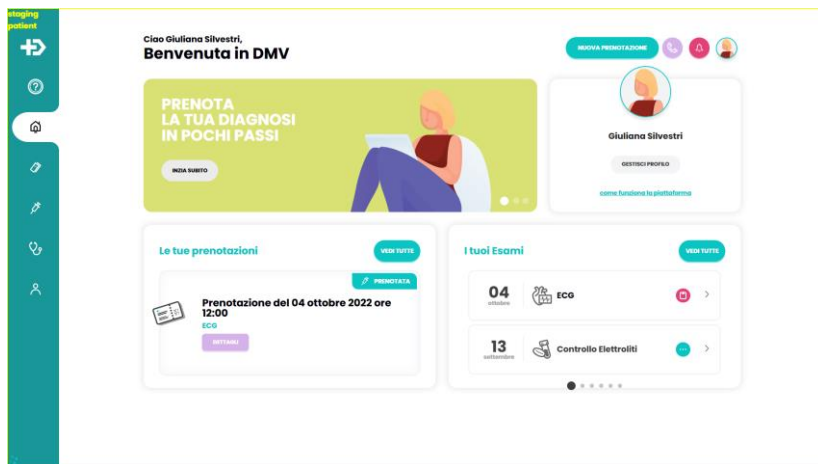 staging
patient
Ciao Giuliana Silvestri,
Benvenuta in DMV
NUOVA PRENOTAZIONE
PRENOTA
LA TUA DIAGNOSI
IN POCHI PASSI
INIZIA SUBITO
Giuliana Silvestri
GESTISCI PROFILO
come funziona la piattaforma
Le tue prenotazioni
VEDI TUTTE
PRENOTATA
Prenotazione del 04 ottobre 2022 ore
12:00
ECG
DETTAGLI
I tuoi Esami
VEDI TUTTE
04
ottobre
ECG
13
settembre
Controllo Elettroliti